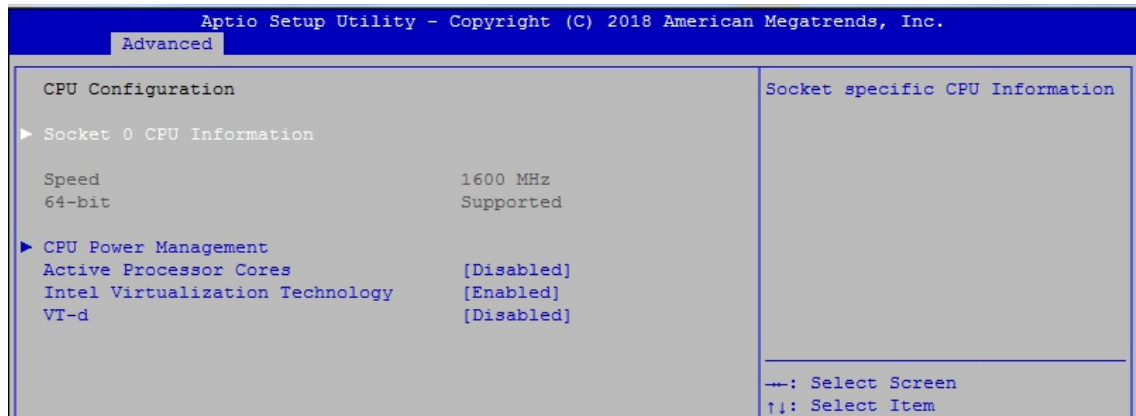 Aptio Setup Utility - Copyright (C) 2018 American Megatrends, Inc.
Advanced
CPU Configuration
Socket specific CPU Information
► Socket 0 CPU Information
Speed 1600 MHz
64-bit Supported
► CPU Power Management
Active Processor Cores [Disabled]
Intel Virtualization Technology [Enabled]
VT-d [Disabled]
→←: Select Screen
↑↓: Select Item